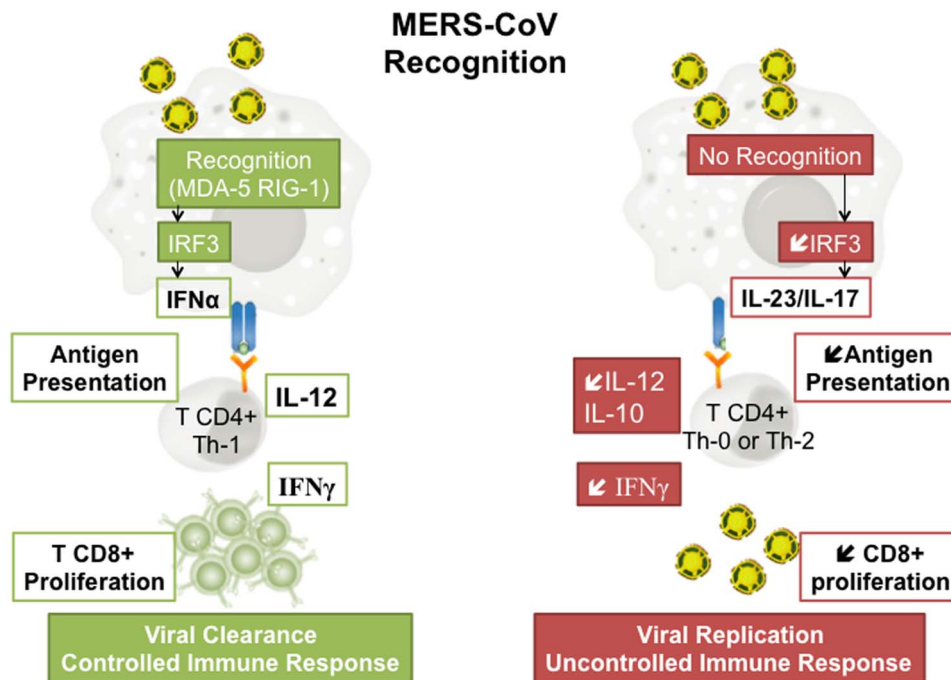 MERS-CoV
Recognition
Recognition
(MDA-5 RIG-1)
IRF3
IFNα
Antigen
Presentation
IL-12
T CD4+
Th-1
IFNγ
T CD8+
Proliferation
Viral Clearance
Controlled Immune Response
No Recognition
↙IRF3
IL-23/IL-17
↙Antigen
Presentation
↙IL-12
IL-10
T CD4+
Th-0 or Th-2
↙ IFNγ
↙ CD8+
proliferation
Viral Replication
Uncontrolled Immune Response